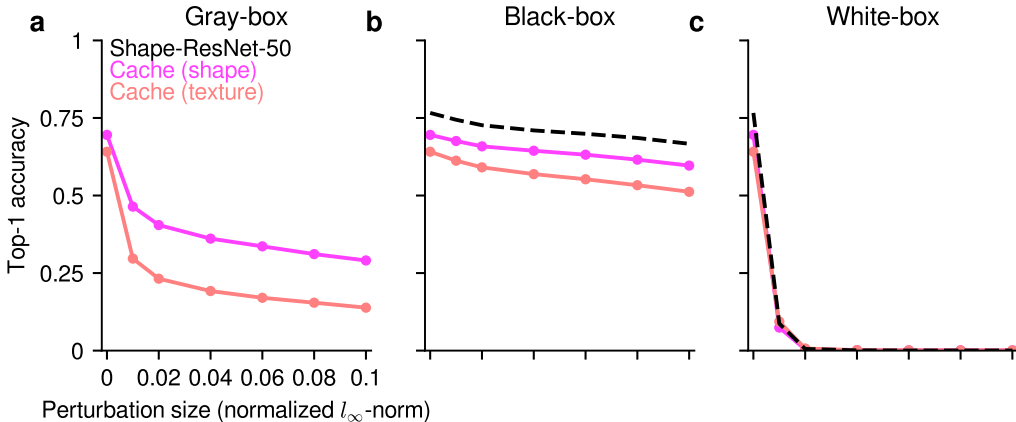 a Gray-box b Black-box c White-box
Shape-ResNet-50
Cache (shape)
Cache (texture)
Top-1 accuracy
1
0.75
0.5
0.25
0
0 0.02 0.04 0.06 0.08 0.1
Perturbation size (normalized l∞-norm)